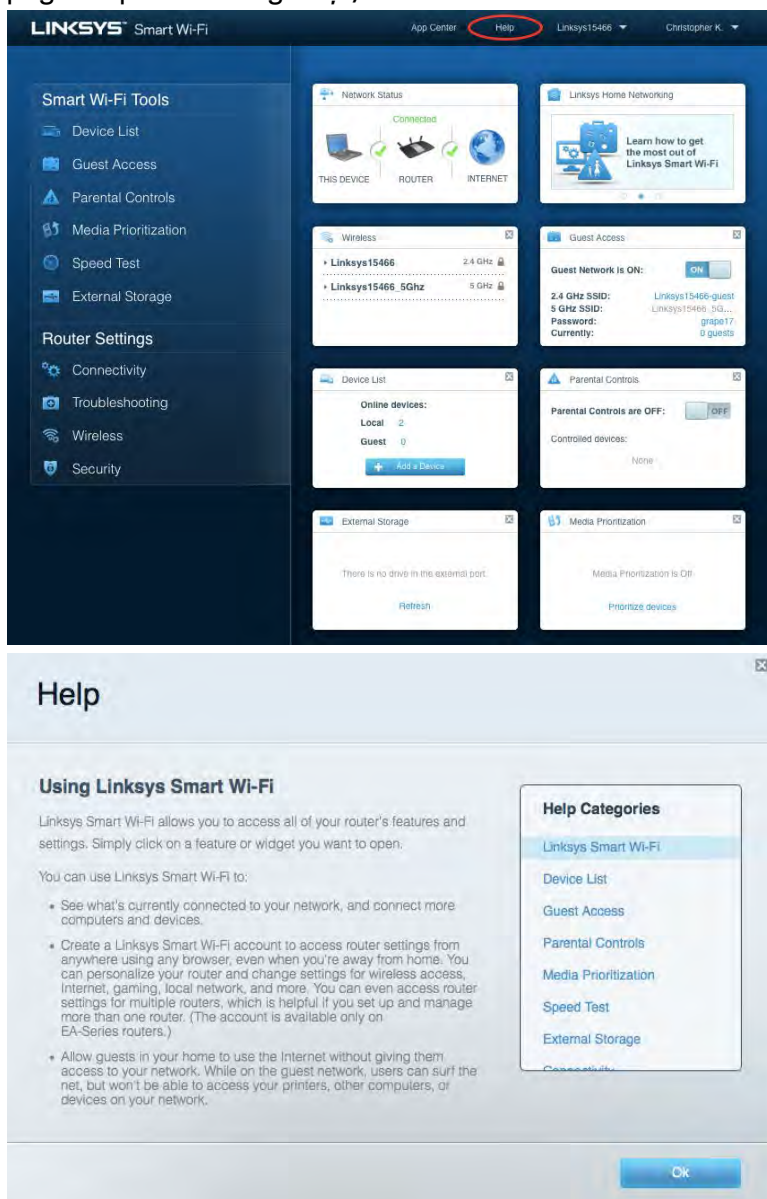 LINKSYS™ Smart Wi-Fi
App Center
Help
Linksys15466
Christopher K.
Smart Wi-Fi Tools
Device List
Guest Access
Parental Controls
Media Prioritization
Speed Test
External Storage
Router Settings
Connectivity
Troubleshooting
Wireless
Security
Network Status
Connected
THIS DEVICE
ROUTER
INTERNET
Linksys Home Networking
Learn how to get
the most out of
Linksys Smart Wi-Fi
Wireless
Linksys15466 2.4 GHz
Linksys15466_5Ghz 5 GHz
Guest Access
Guest Network is ON: ON
2.4 GHz SSID: Linksys15466-guest
5 GHz SSID: Linksys15466_5G...
Password: grape17
Currently: 0 guests
Device List
Online devices:
Local 2
Guest 0
+ Add a Device
Parental Controls
Parental Controls are OFF: OFF
Controlled devices:
None
External Storage
There is no drive in the external port.
Refresh
Media Prioritization
Media Prioritization is Off
Prioritize devices
Help
Using Linksys Smart Wi-Fi
Linksys Smart Wi-Fi allows you to access all of your router's features and
settings. Simply click on a feature or widget you want to open.
You can use Linksys Smart Wi-Fi to:
• See what's currently connected to your network, and connect more
computers and devices.
• Create a Linksys Smart Wi-Fi account to access router settings from
anywhere using any browser, even when you're away from home. You
can personalize your router and change settings for wireless access,
Internet, gaming, local network, and more. You can even access router
settings for multiple routers, which is helpful if you set up and manage
more than one router. (The account is available only on
EA-Series routers.)
• Allow guests in your home to use the Internet without giving them
access to your network. While on the guest network, users can surf the
net, but won't be able to access your printers, other computers, or
devices on your network.
Help Categories
Linksys Smart Wi-Fi
Device List
Guest Access
Parental Controls
Media Prioritization
Speed Test
External Storage
Connectivity
Ok